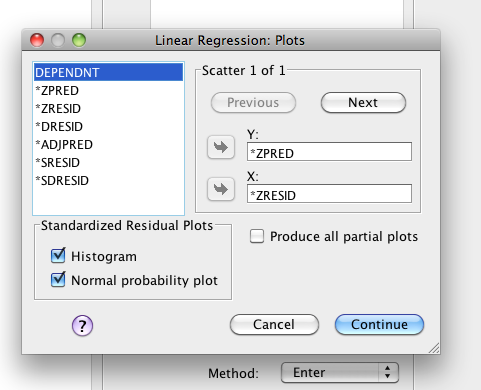 Linear Regression: Plots
DEPENDNT
*ZPRED
*ZRESID
*DRESID
*ADJPRED
*SRESID
*SDRESID
Scatter 1 of 1
Previous
Next
Y:
*ZPRED
X:
*ZRESID
Standardized Residual Plots
Histogram
Normal probability plot
Produce all partial plots
?
Cancel
Continue
Method:
Enter